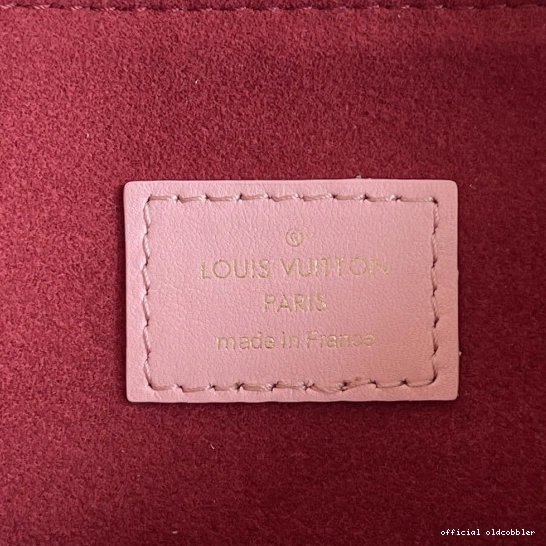 ®
LOUIS VUITTON
PARIS
made in France
official oldcobbler